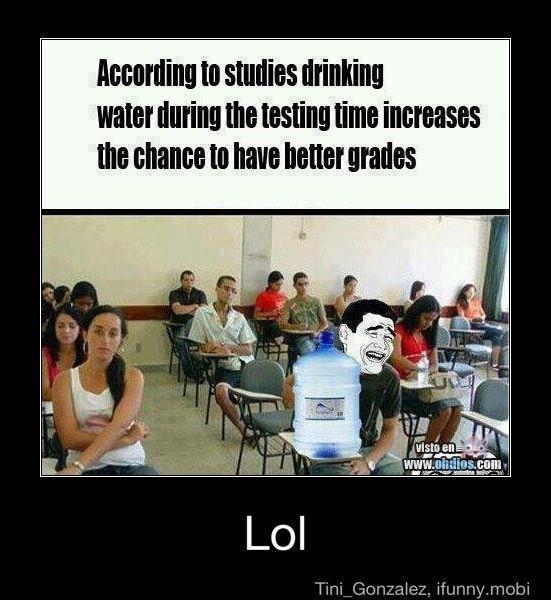 According to studies drinking
water during the testing time increases
the chance to have better grades
visto en
www.ohdios.com
Lol
Tini_Gonzalez, ifunny.mobi